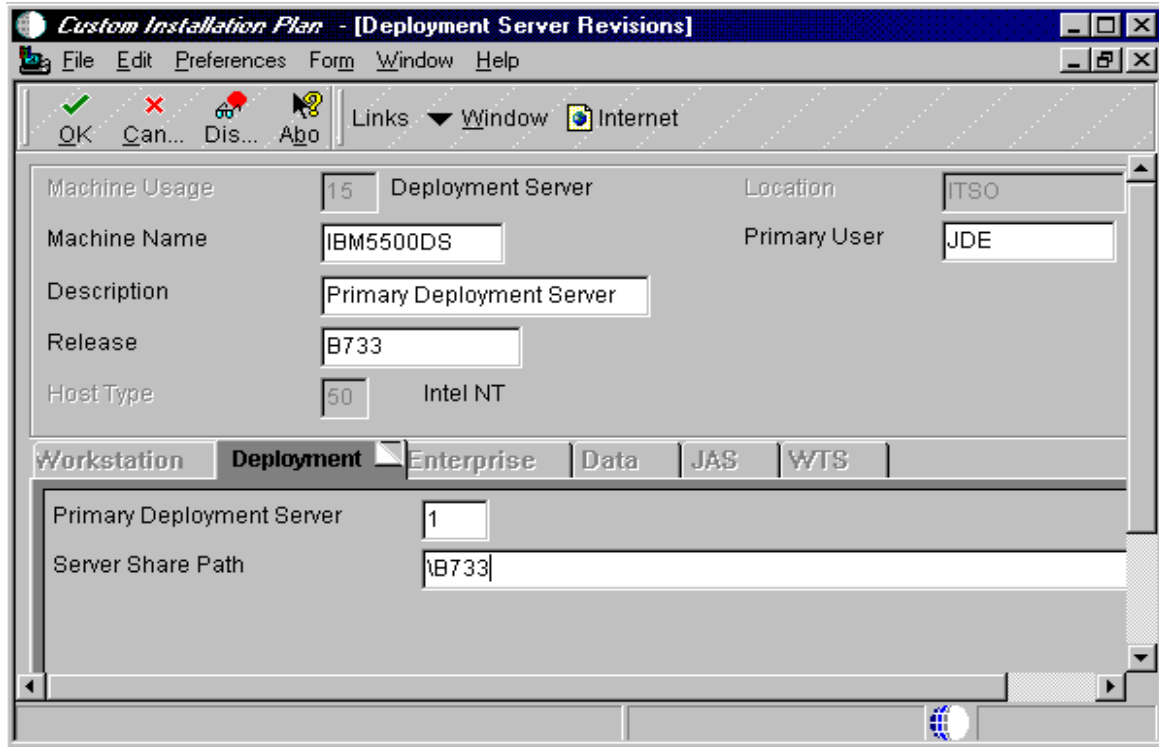 Custom Installation Plan - [Deployment Server Revisions]
File Edit Preferences Form Window Help
OK Can... Dis... Abo Links Window Internet
Machine Usage 15 Deployment Server Location ITSO
Machine Name IBM5500DS Primary User JDE
Description Primary Deployment Server
Release B733
Host Type 50 Intel NT
Workstation Deployment Enterprise Data JAS WTS
Primary Deployment Server 1
Server Share Path \B733